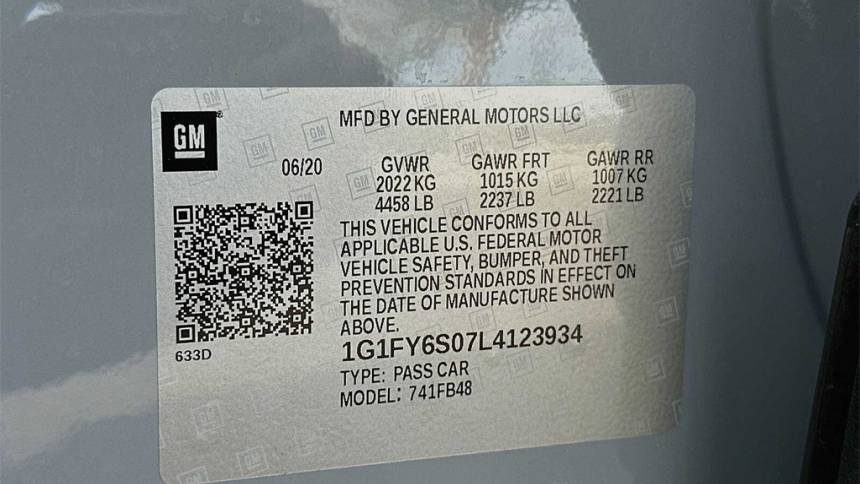 GM
MFD BY GENERAL MOTORS LLC
06/20
GVWR GAWR FRT GAWR RR
2022 KG 1015 KG 1007 KG
4458 LB 2237 LB 2221 LB
THIS VEHICLE CONFORMS TO ALL
APPLICABLE U.S. FEDERAL MOTOR
VEHICLE SAFETY, BUMPER, AND THEFT
PREVENTION STANDARDS IN EFFECT ON
THE DATE OF MANUFACTURE SHOWN
ABOVE.
633D
1G1FY6S07L4123934
TYPE: PASS CAR
MODEL: 741FB48